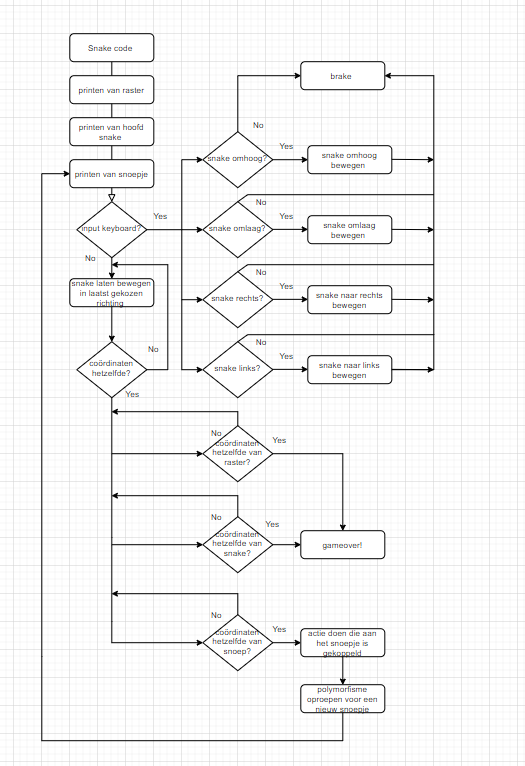 Snake code
printen van raster
brake
printen van hoofd
snake
No
Yes
snake omhoog?
snake omhoog
bewegen
printen van snoepje
No
Yes
Yes
input keyboard?
snake omlaag?
snake omlaag
bewegen
No
No
Yes
snake laten bewegen
in laatst gekozen
richting
snake rechts?
snake naar rechts
bewegen
No
No
Yes
coördinaten
hetzelfde?
snake links?
snake naar links
bewegen
Yes
No
Yes
coördinaten
hetzelfde van
raster?
No
Yes
coördinaten
hetzelfde van
snake?
gameover!
No
Yes
coördinaten
hetzelfde van
snoep?
actie doen die aan
het snoepje is
gekoppeld
polymorfisme
oproepen voor een
nieuw snoepje